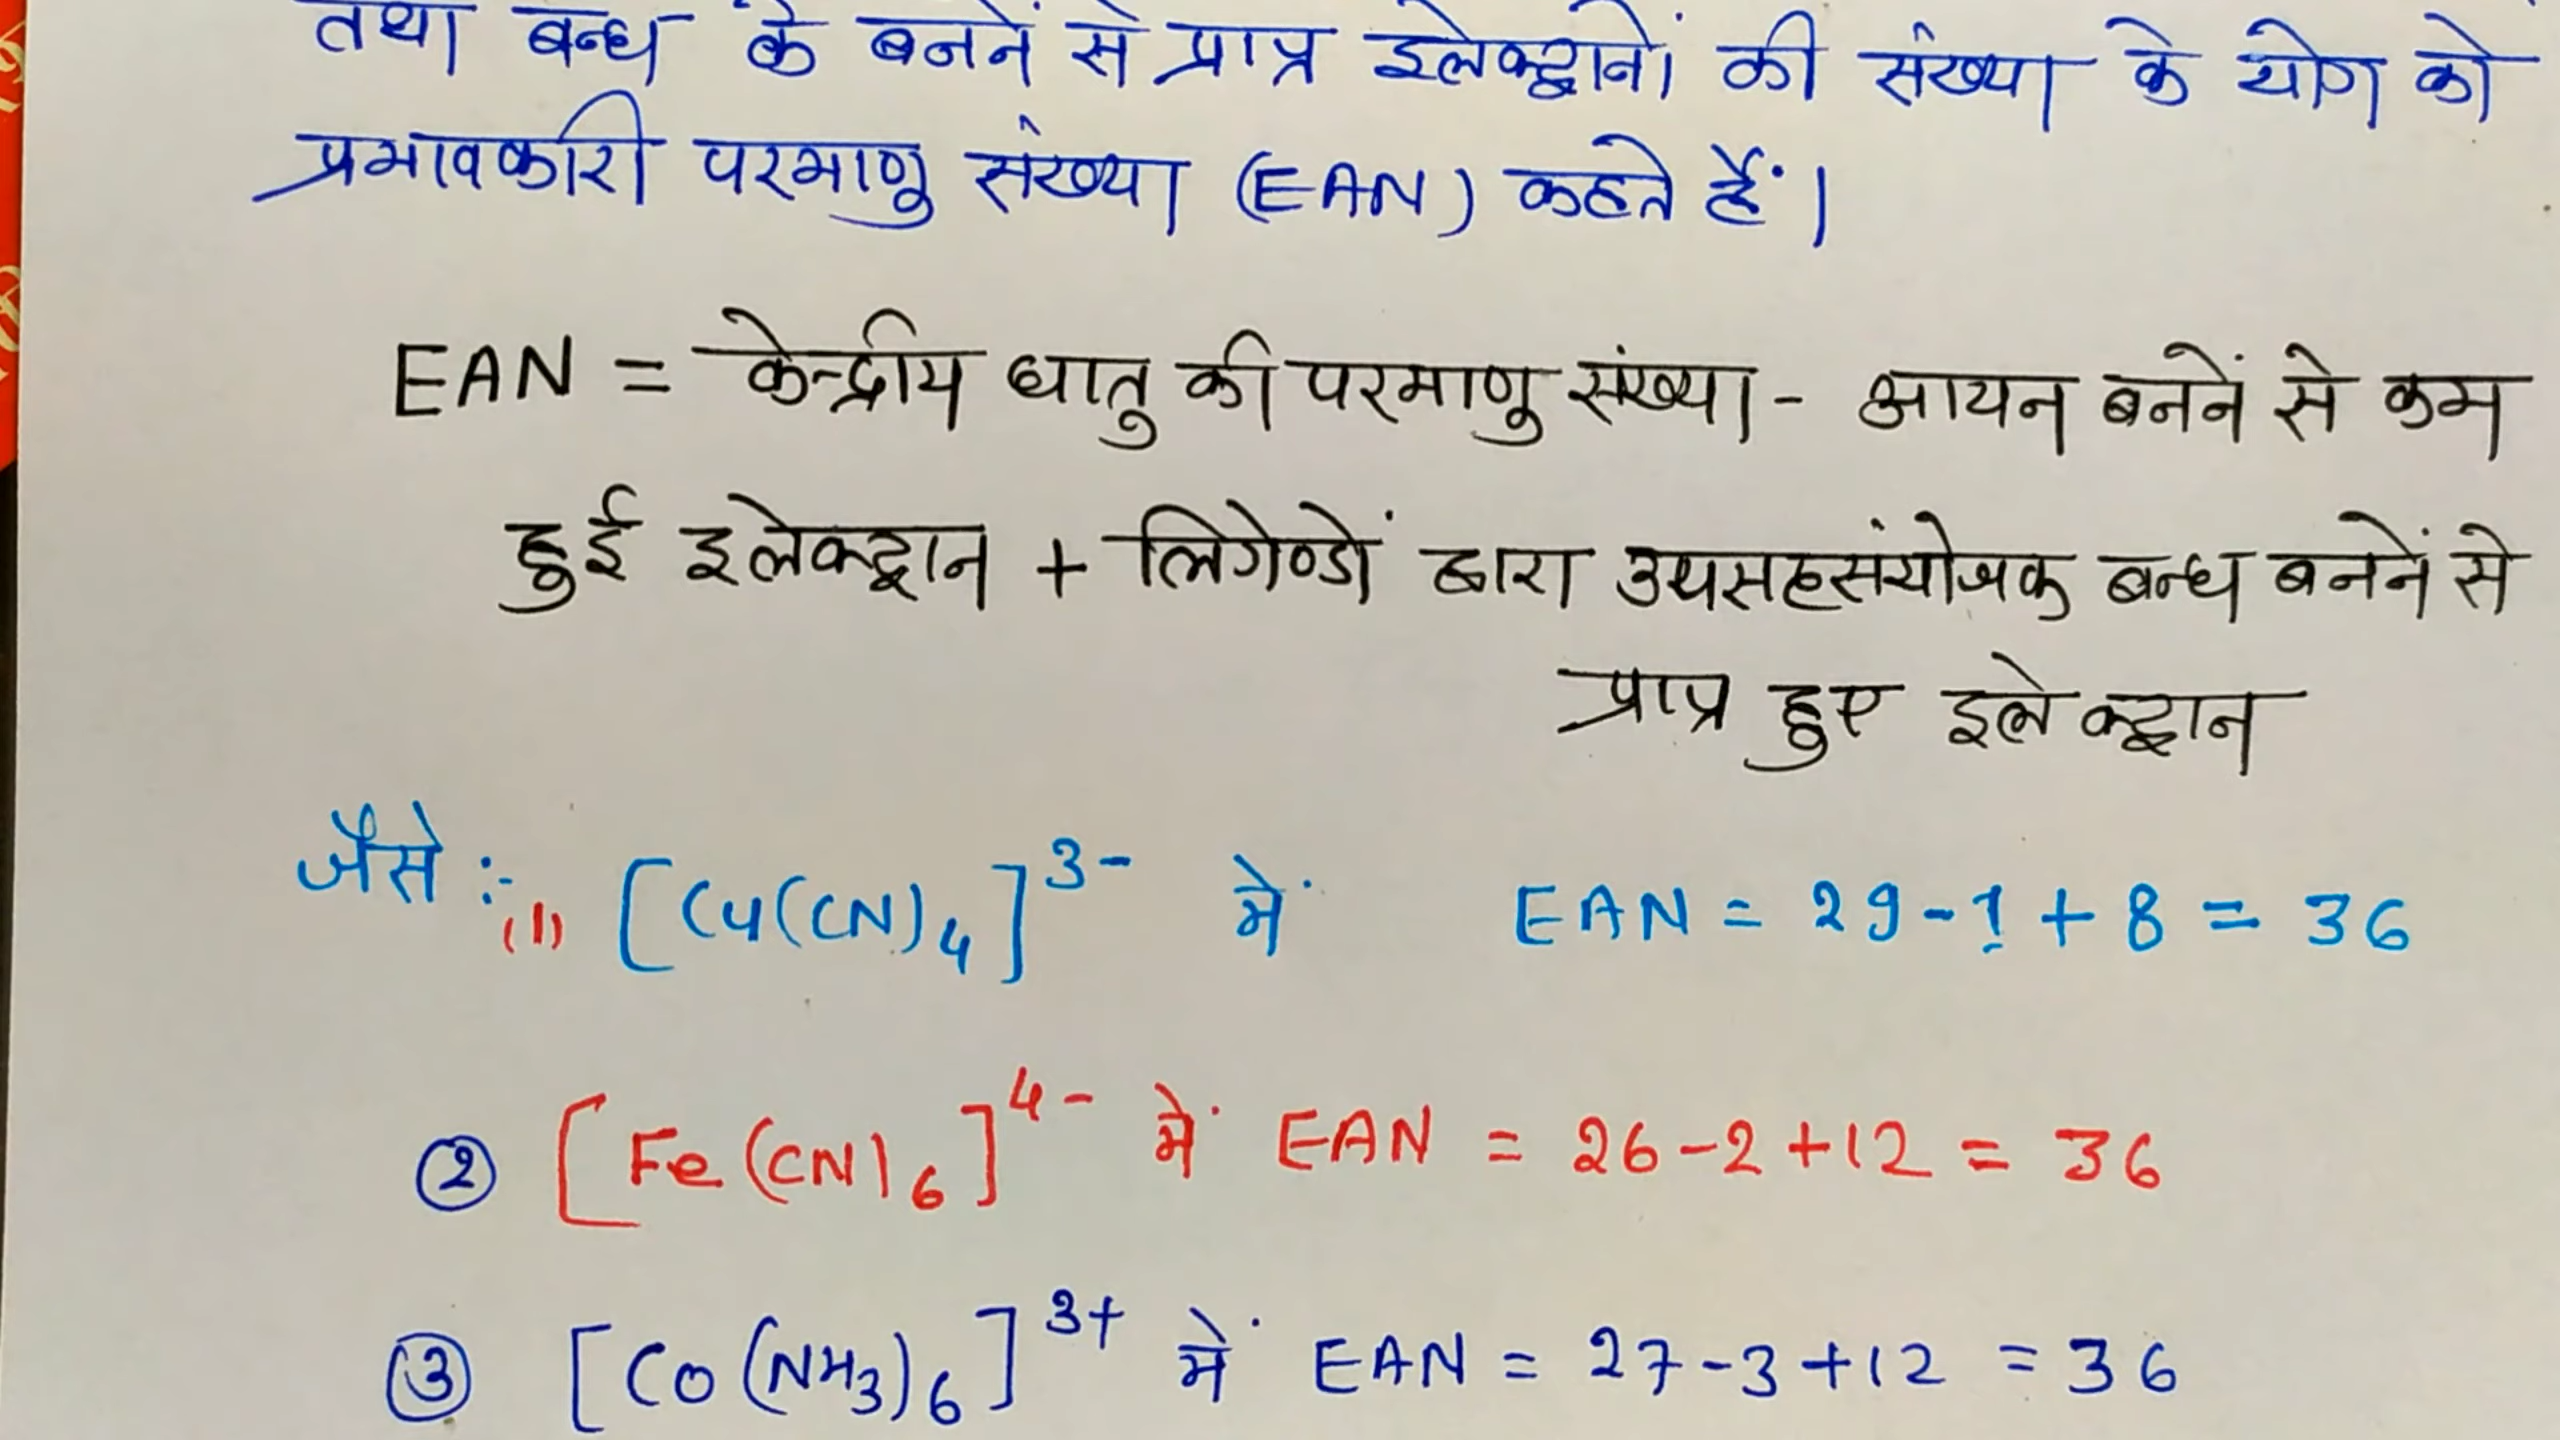 तथा बन्ध के बननें से प्राप्त इलेक्ट्रानों की संख्या के योग को
प्रभावकारी परमाणु संख्या (EAN) कहते हैं।
EAN = केन्द्रीय धातु की परमाणु संख्या - आयन बननें से कम
हुई इलेक्ट्रान + लिगेण्डों द्वारा उपसहसंयोजक बन्ध बननें से
प्राप्त हुए इलेक्ट्रान
जैसे :- (1) [Cu(CN)4]3- में EAN = 29-1+8 = 36
② [Fe(CN)6]4- में EAN = 26-2+12 = 36
③ [Co(NH3)6]3+ में EAN = 27-3+12 = 36